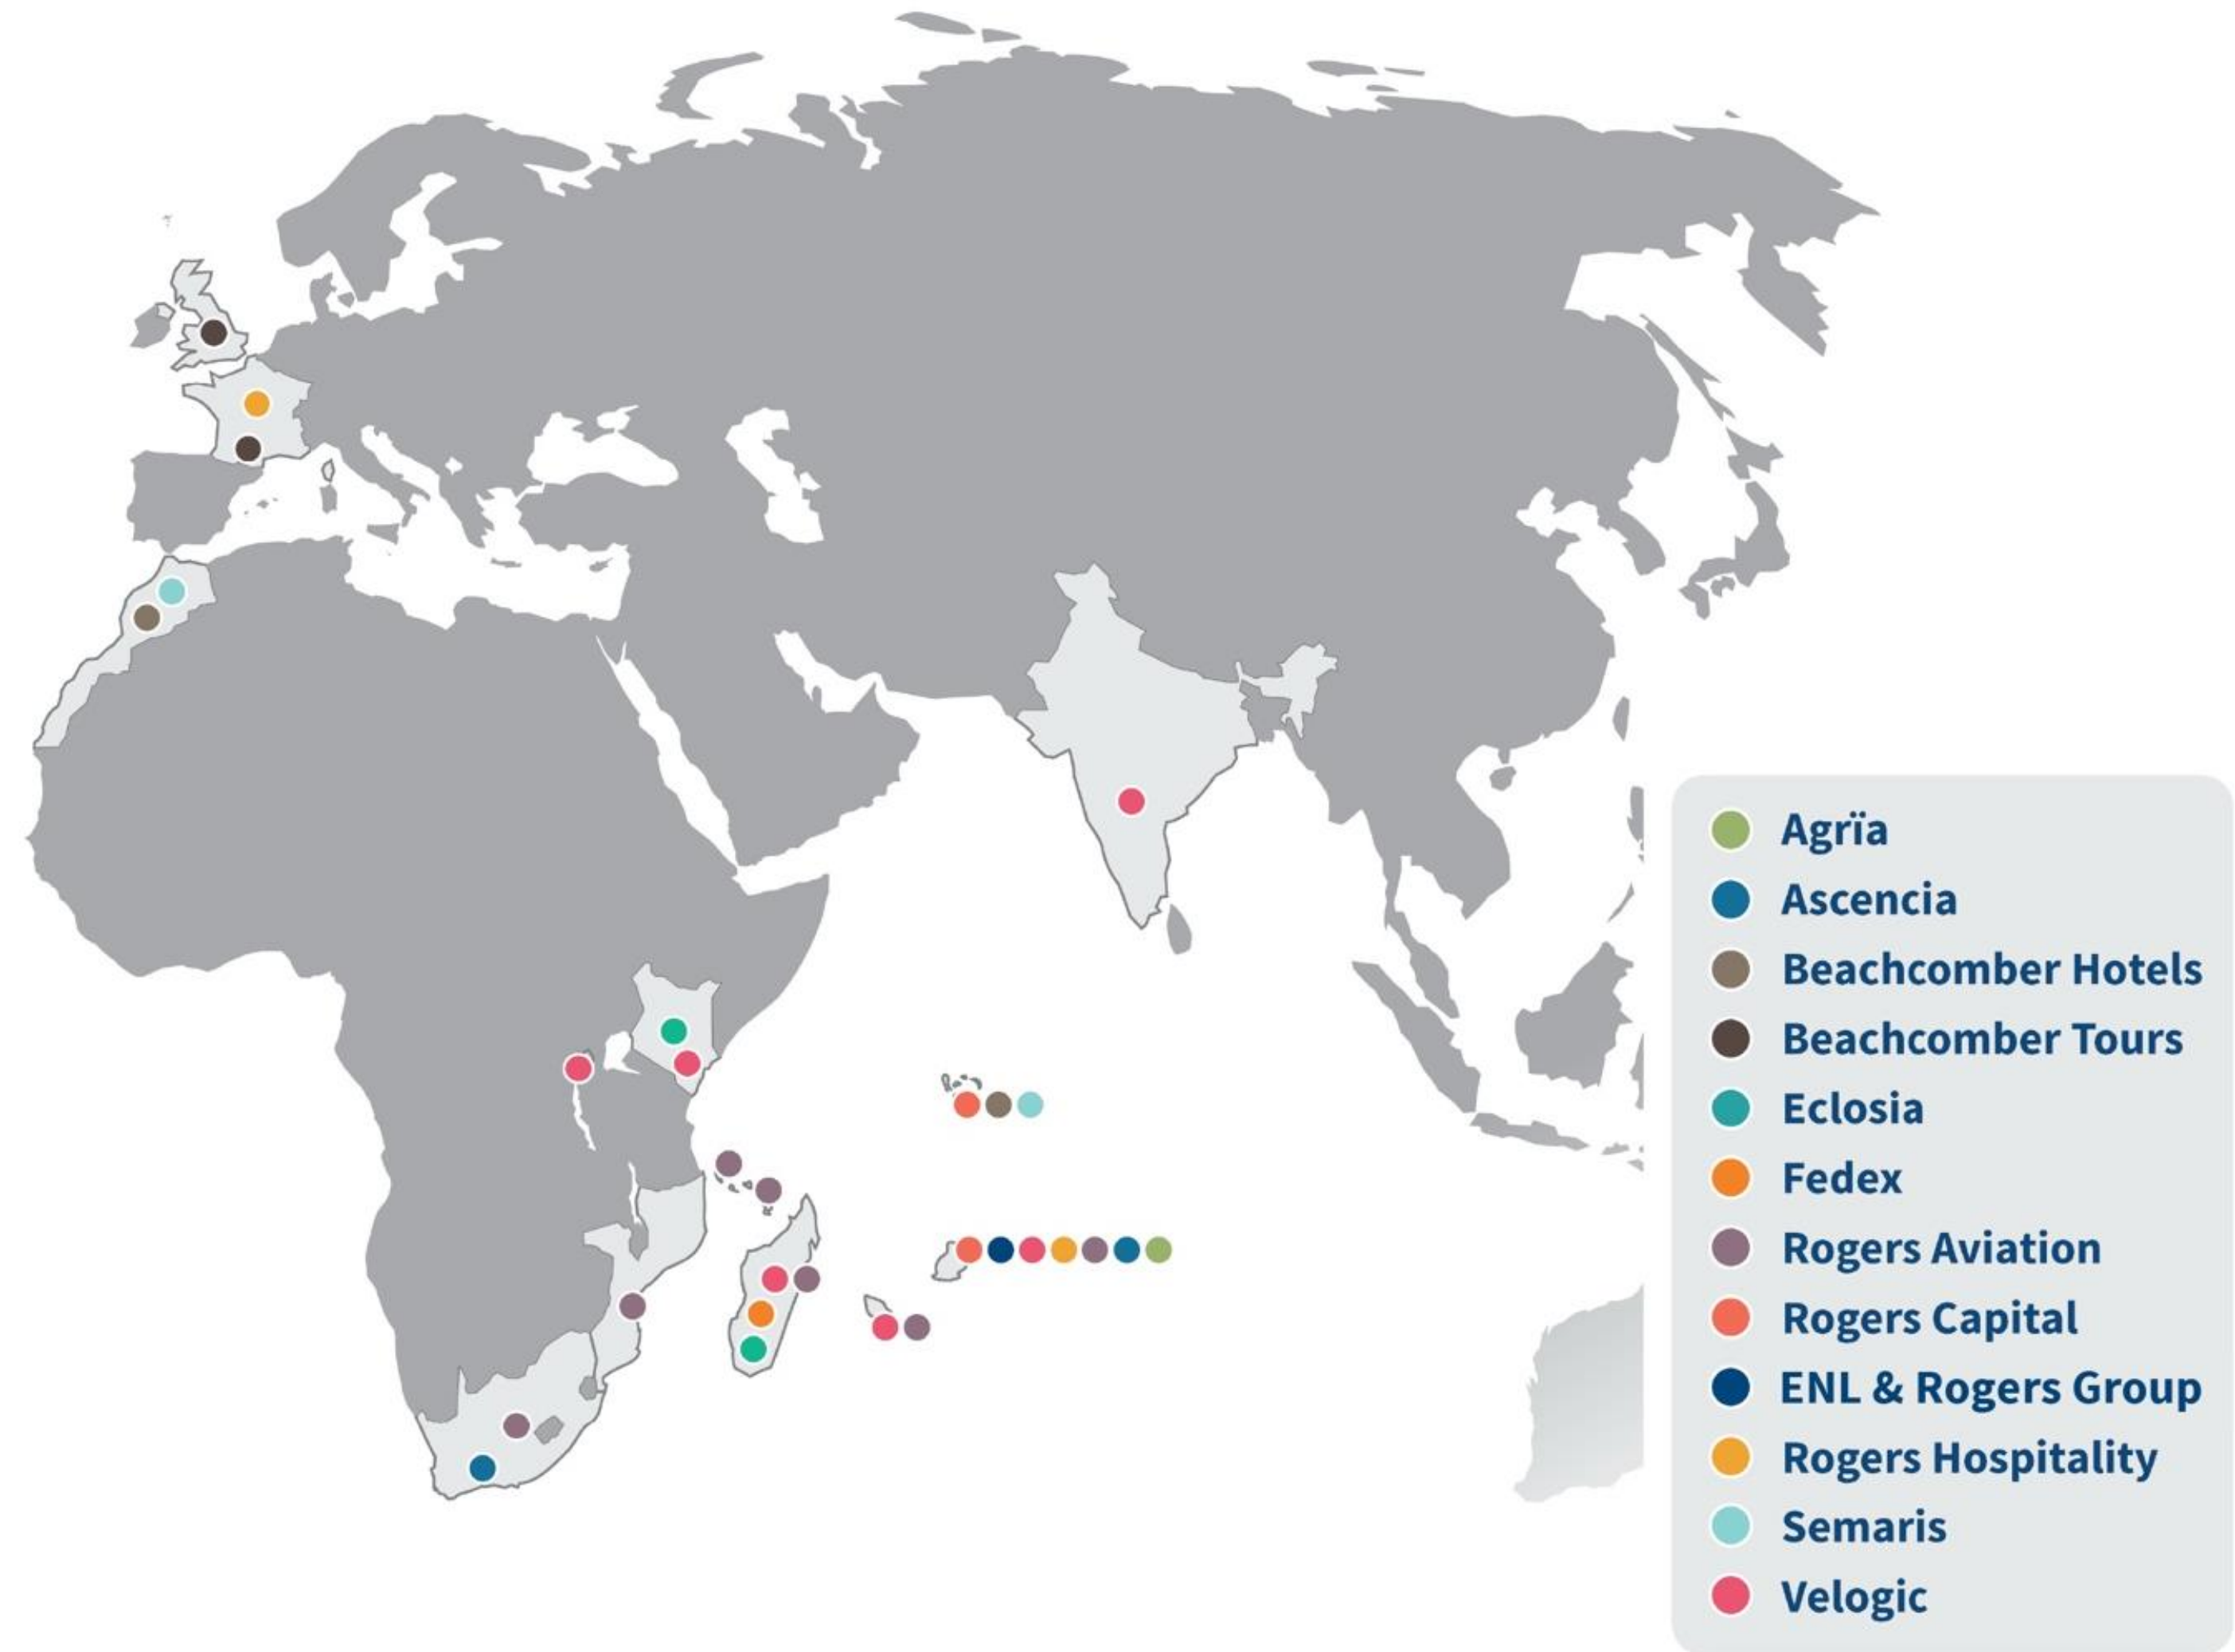 Agrïa
Ascencia
Beachcomber Hotels
Beachcomber Tours
Eclosia
Fedex
Rogers Aviation
Rogers Capital
ENL & Rogers Group
Rogers Hospitality
Semaris
Velogic